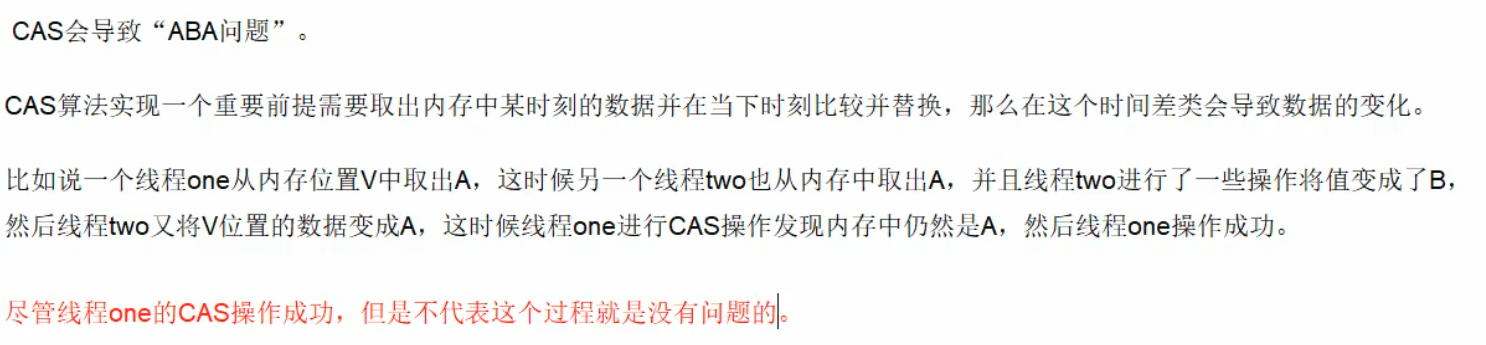 CAS会导致“ABA问题”。
CAS算法实现一个重要前提需要取出内存中某时刻的数据并在当下时刻比较并替换，那么在这个时间差类会导致数据的变化。
比如说一个线程one从内存位置V中取出A，这时候另一个线程two也从内存中取出A，并且线程two进行了一些操作将值变成了B，
然后线程two又将V位置的数据变成A，这时候线程one进行CAS操作发现内存中仍然是A，然后线程one操作成功。
尽管线程one的CAS操作成功，但是不代表这个过程就是没有问题的。